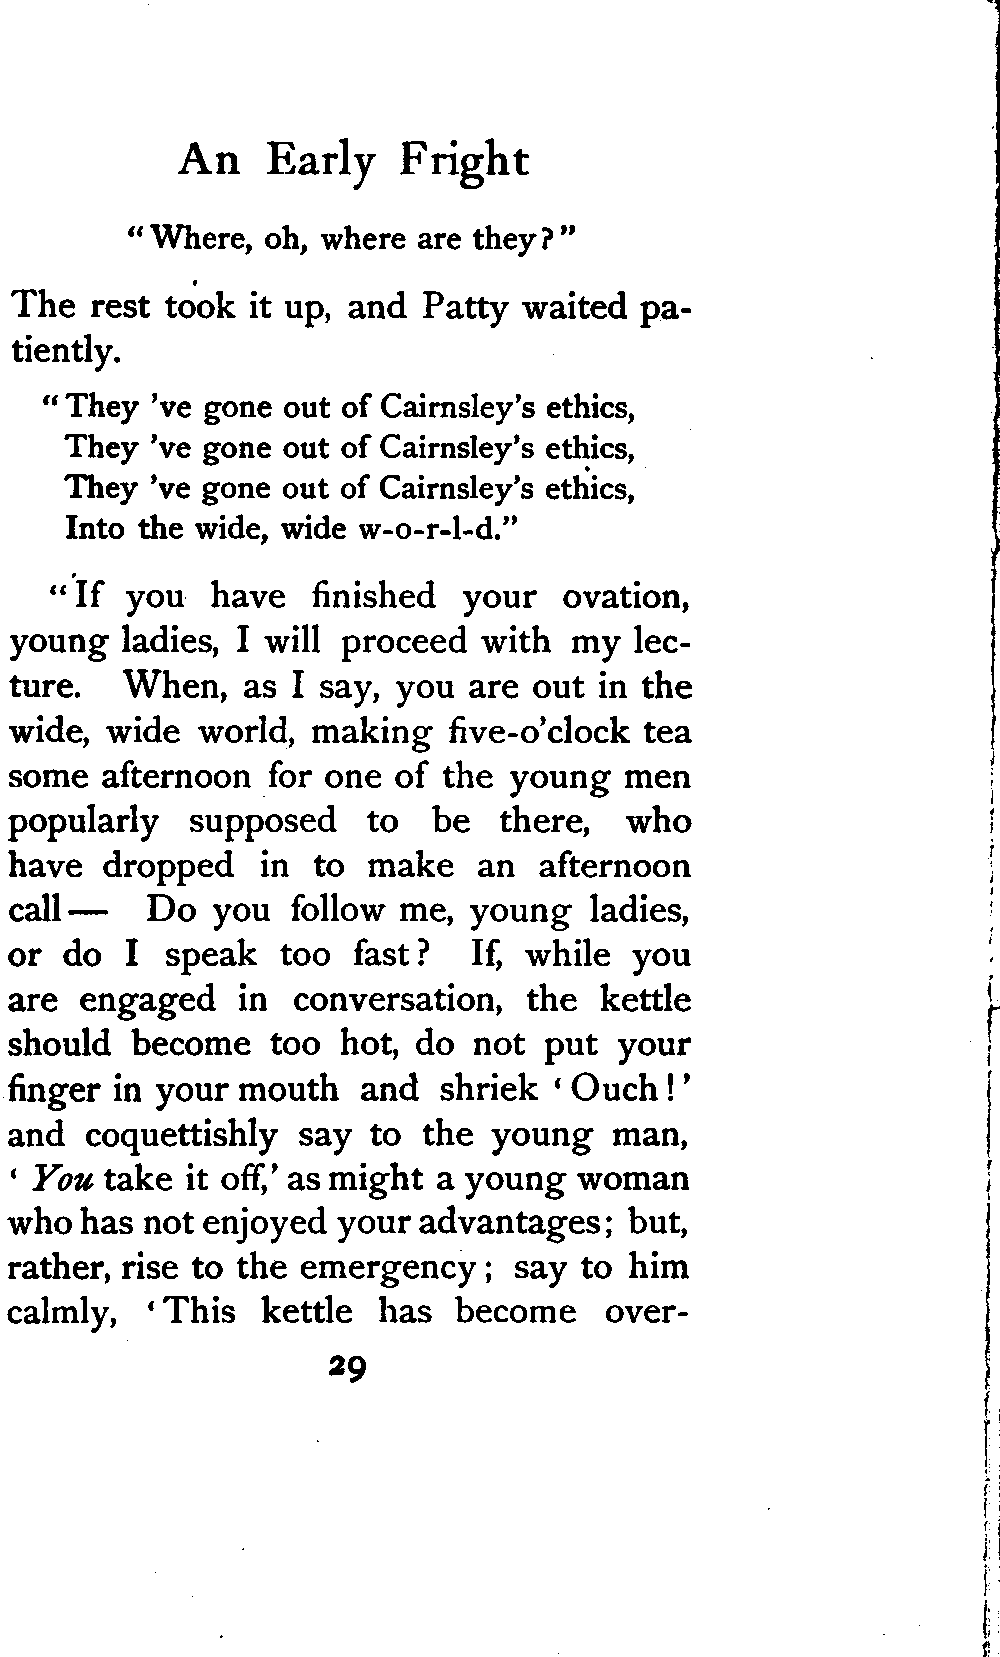 An Early Fright
"Where, oh, where are they?"
The rest took it up, and Patty waited pa-
tiently.
"They 've gone out of Cairnsley's ethics,
They 've gone out of Cairnsley's ethics,
They 've gone out of Cairnsley's ethics,
Into the wide, wide w-o-r-l-d."
"If you have finished your ovation,
young ladies, I will proceed with my lec-
ture. When, as I say, you are out in the
wide, wide world, making five-o'clock tea
some afternoon for one of the young men
popularly supposed to be there, who
have dropped in to make an afternoon
call— Do you follow me, young ladies,
or do I speak too fast? If, while you
are engaged in conversation, the kettle
should become too hot, do not put your
finger in your mouth and shriek 'Ouch!'
and coquettishly say to the young man,
'You take it off,' as might a young woman
who has not enjoyed your advantages; but,
rather, rise to the emergency; say to him
calmly, 'This kettle has become over-
29